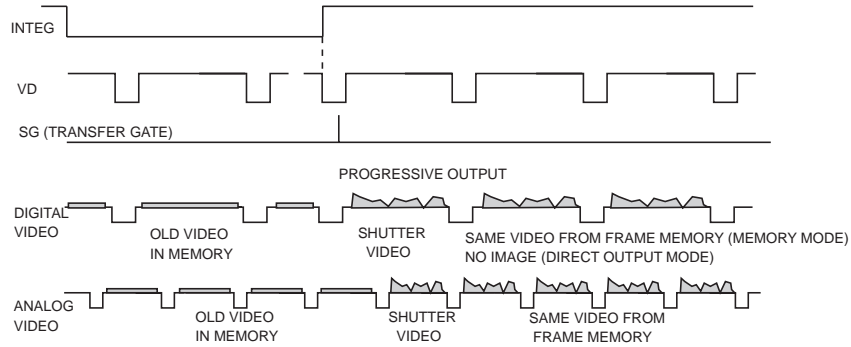 INTEG
VD
SG (TRANSFER GATE)
PROGRESSIVE OUTPUT
DIGITAL
VIDEO
OLD VIDEO
IN MEMORY
SHUTTER
VIDEO
SAME VIDEO FROM FRAME MEMORY (MEMORY MODE)
NO IMAGE (DIRECT OUTPUT MODE)
ANALOG
VIDEO
OLD VIDEO
IN MEMORY
SHUTTER
VIDEO
SAME VIDEO FROM
FRAME MEMORY